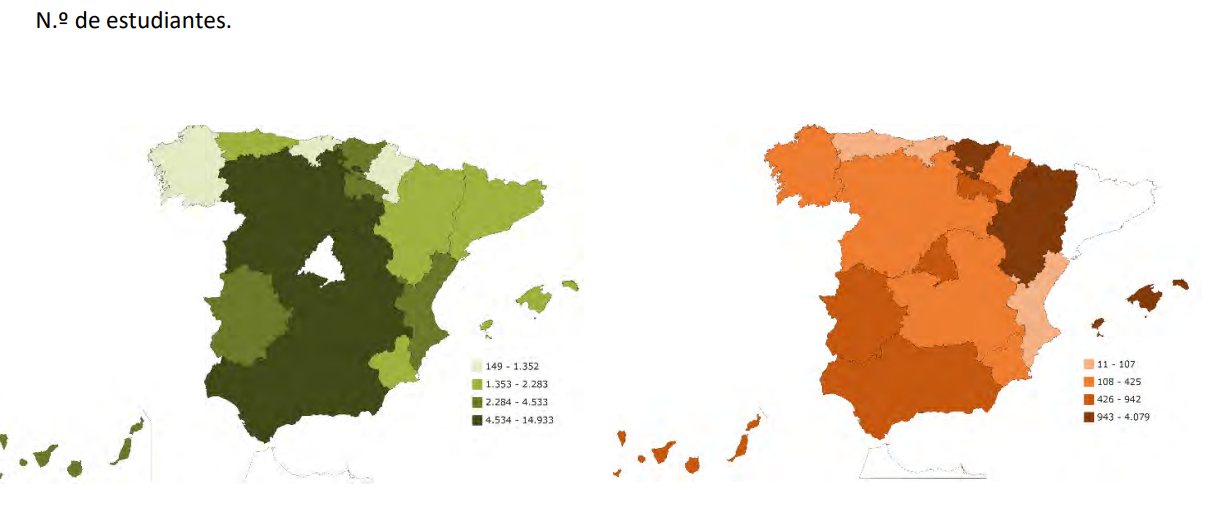 N.º de estudiantes.
149 - 1.352
1.353 - 2.283
2.284 - 4.533
4.534 - 14.933
11 - 107
108 - 425
426 - 942
943 - 4.079